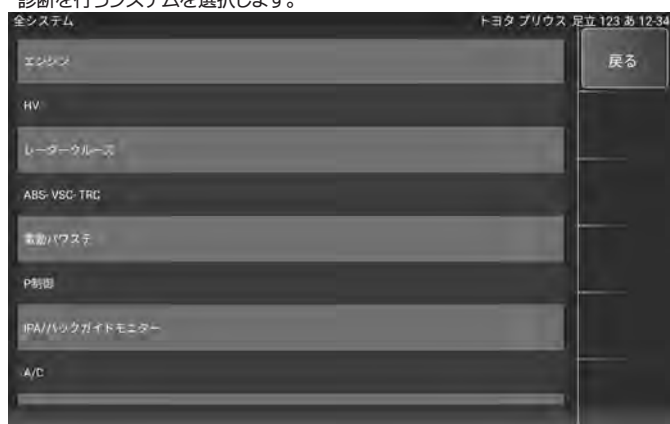 診断を行うシステムを選択します。
全システム
トヨタ プリウス 足立 123 あ 12-34
エンジン
戻る
HV
レーダークルーズ
ABS・VSC・TRC
電動パワステ
P制御
IPA/バックガイドモニター
A/C